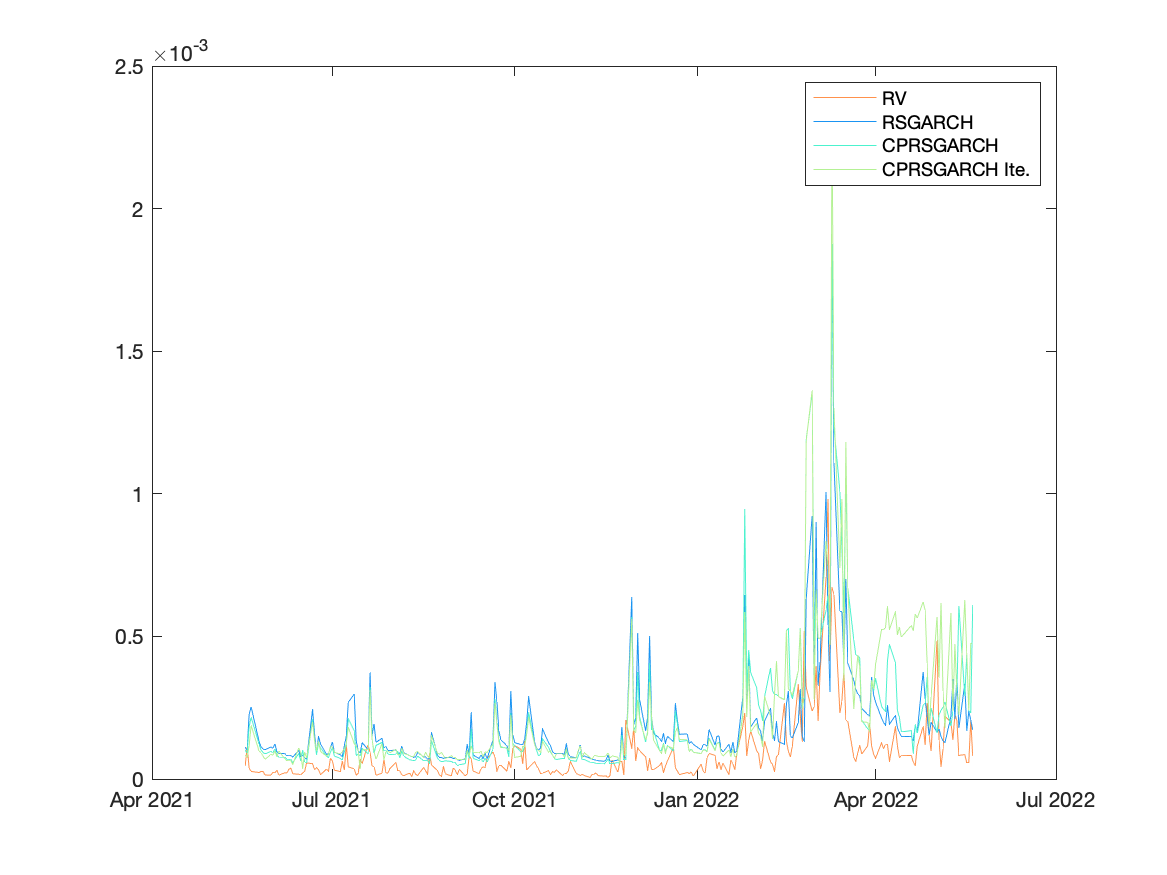 ×10-3
2.5
2
1.5
1
0.5
0
Apr 2021
Jul 2021
Oct 2021
Jan 2022
Apr 2022
Jul 2022
RV
RSGARCH
CPRSGARCH
CPRSGARCH Ite.